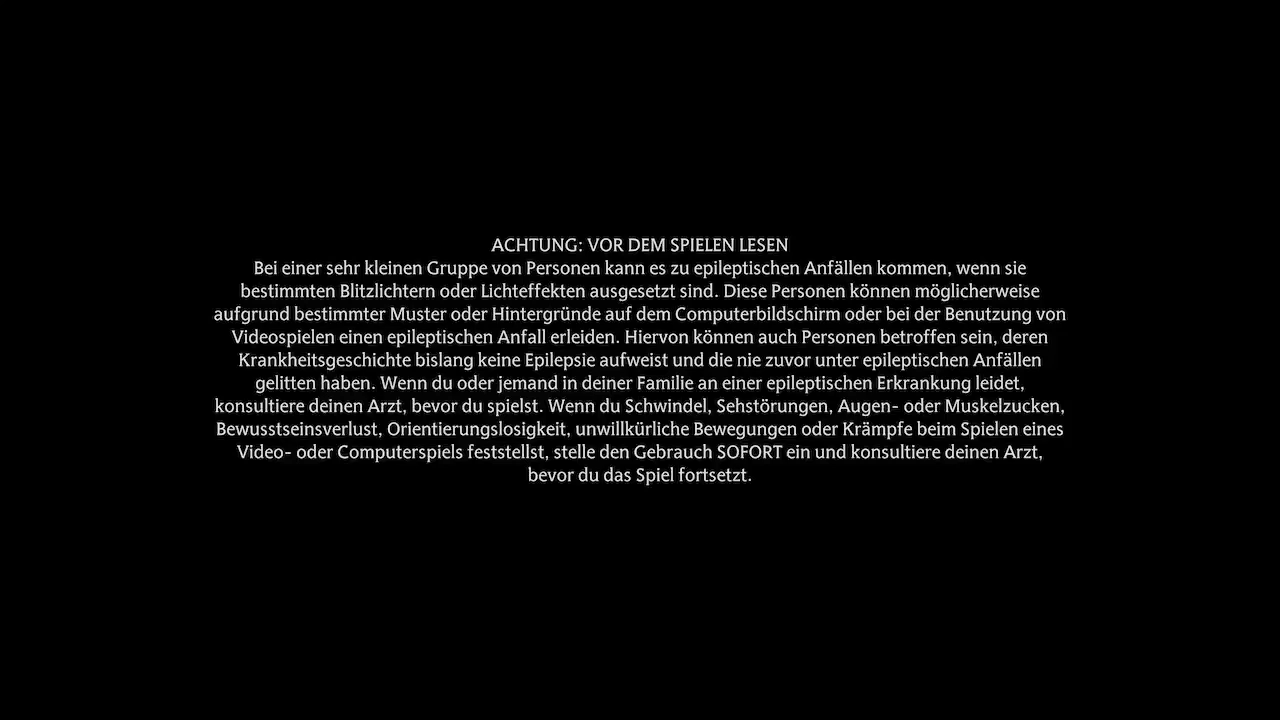 ACHTUNG: VOR DEM SPIELEN LESEN
Bei einer sehr kleinen Gruppe von Personen kann es zu epileptischen Anfällen kommen, wenn sie
bestimmten Blitzlichtern oder Lichteffekten ausgesetzt sind. Diese Personen können möglicherweise
aufgrund bestimmter Muster oder Hintergründe auf dem Computerbildschirm oder bei der Benutzung von
Videospielen einen epileptischen Anfall erleiden. Hiervon können auch Personen betroffen sein, deren
Krankheitsgeschichte bislang keine Epilepsie aufweist und die nie zuvor unter epileptischen Anfällen
gelitten haben. Wenn du oder jemand in deiner Familie an einer epileptischen Erkrankung leidet,
konsultiere deinen Arzt, bevor du spielst. Wenn du Schwindel, Sehstörungen, Augen- oder Muskelzucken,
Bewusstseinsverlust, Orientierungslosigkeit, unwillkürliche Bewegungen oder Krämpfe beim Spielen eines
Video- oder Computerspiels feststellst, stelle den Gebrauch SOFORT ein und konsultiere deinen Arzt,
bevor du das Spiel fortsetzt.